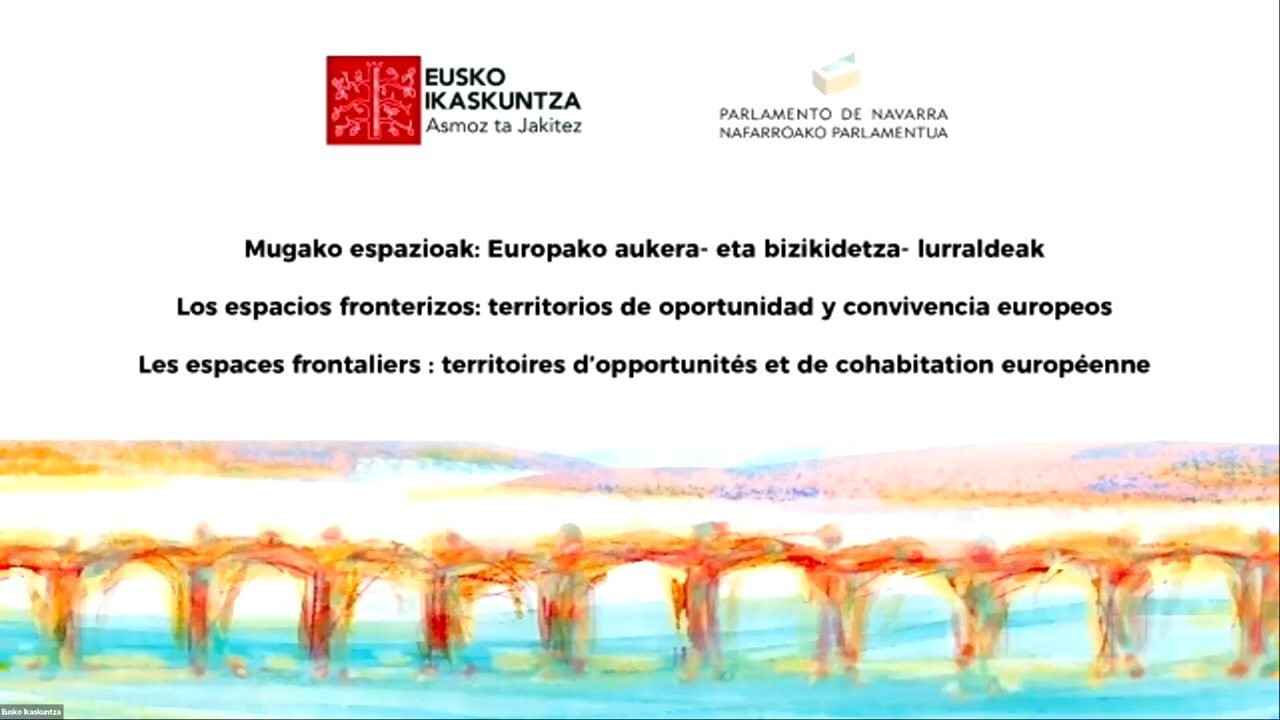 EUSKO
IKASKUNTZA
Asmoz ta Jakitez
PARLAMENTO DE NAVARRA
NAFARROAKO PARLAMENTUA
Mugako espazioak: Europako aukera- eta bizikidetza- lurraldeak
Los espacios fronterizos: territorios de oportunidad y convivencia europeos
Les espaces frontaliers : territoires d’opportunités et de cohabitation européenne
Eusko Ikaskuntza